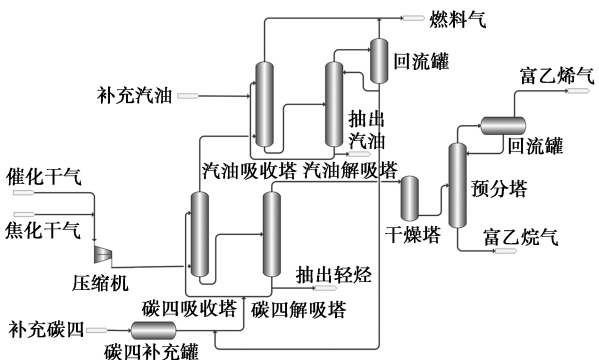 燃料气
回流罐
富乙烯气
补充汽油
抽出
汽油
回流罐
汽油吸收塔
汽油解吸塔
催化干气
预分塔
焦化干气
干燥塔
富乙烷气
压缩机
抽出轻烃
碳四吸收塔
碳四解吸塔
补充碳四
碳四补充罐